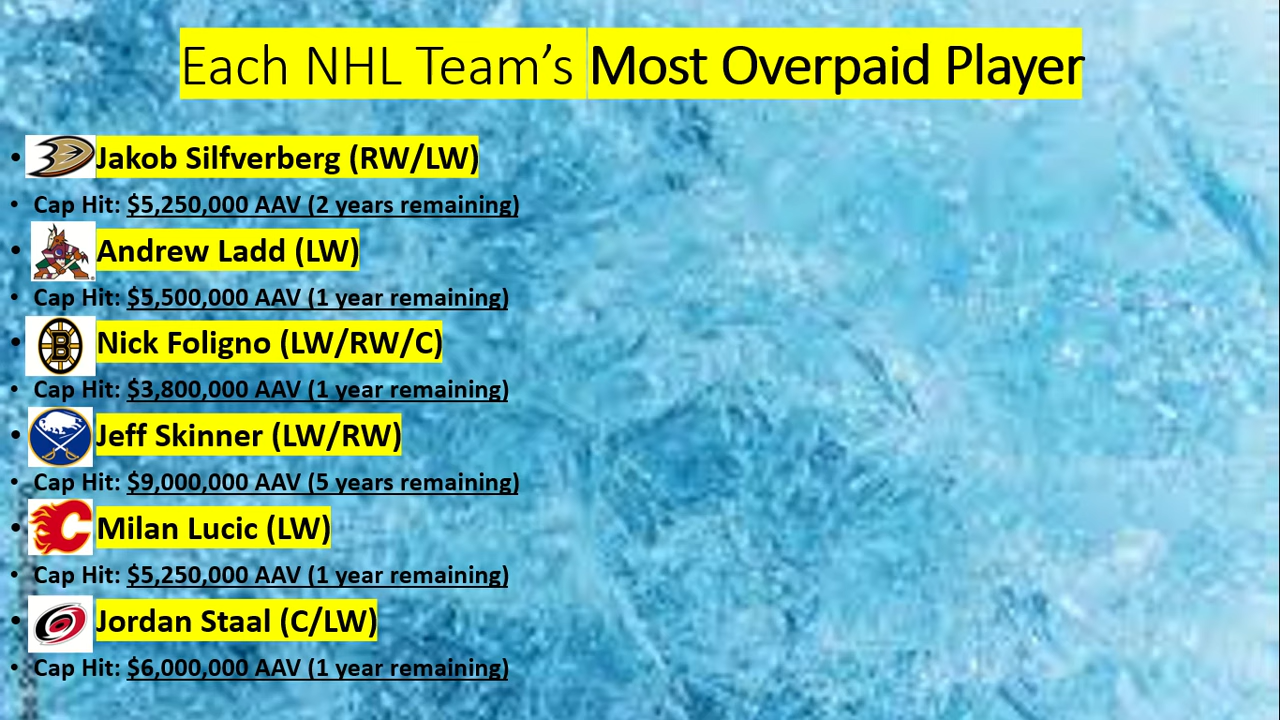 Each NHL Team’s Most Overpaid Player
• Jakob Silfverberg (RW/LW)
• Cap Hit: $5,250,000 AAV (2 years remaining)
• Andrew Ladd (LW)
• Cap Hit: $5,500,000 AAV (1 year remaining)
• B Nick Foligno (LW/RW/C)
• Cap Hit: $3,800,000 AAV (1 year remaining)
• Jeff Skinner (LW/RW)
• Cap Hit: $9,000,000 AAV (5 years remaining)
• C Milan Lucic (LW)
• Cap Hit: $5,250,000 AAV (1 year remaining)
• Jordan Staal (C/LW)
• Cap Hit: $6,000,000 AAV (1 year remaining)